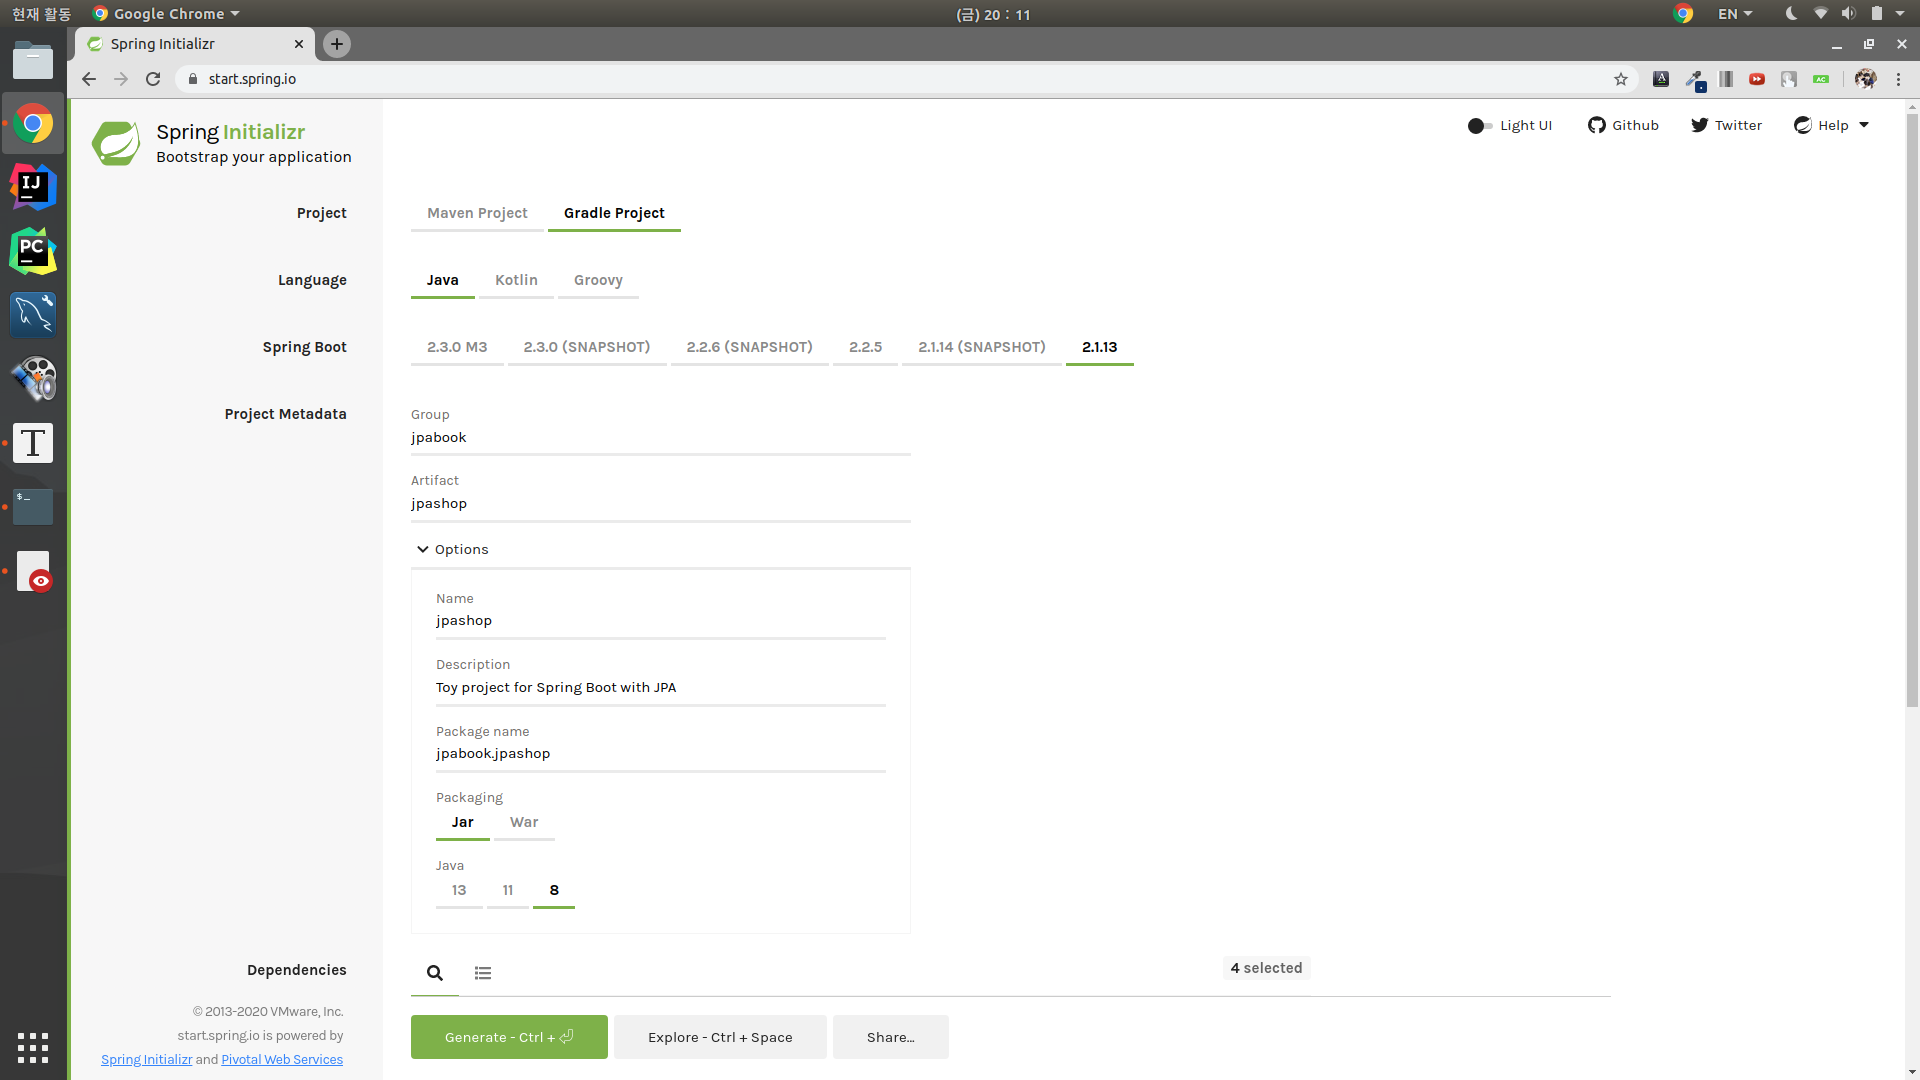 현재 활동 Google Chrome (금) 20 : 11 EN
Spring Initializr
start.spring.io
Spring Initializr
Bootstrap your application
Light UI Github Twitter Help
Project Maven Project Gradle Project
Language Java Kotlin Groovy
Spring Boot 2.3.0 M3 2.3.0 (SNAPSHOT) 2.2.6 (SNAPSHOT) 2.2.5 2.1.14 (SNAPSHOT) 2.1.13
Project Metadata Group
jpabook
Artifact
jpashop
Options
Name
jpashop
Description
Toy project for Spring Boot with JPA
Package name
jpabook.jpashop
Packaging
Jar War
Java
13 11 8
Dependencies 4 selected
© 2013-2020 VMware, Inc.
start.spring.io is powered by
Spring Initializr and Pivotal Web Services
Generate - Ctrl + ⏎ Explore - Ctrl + Space Share...
IJ
PC
T
$_
A
AC